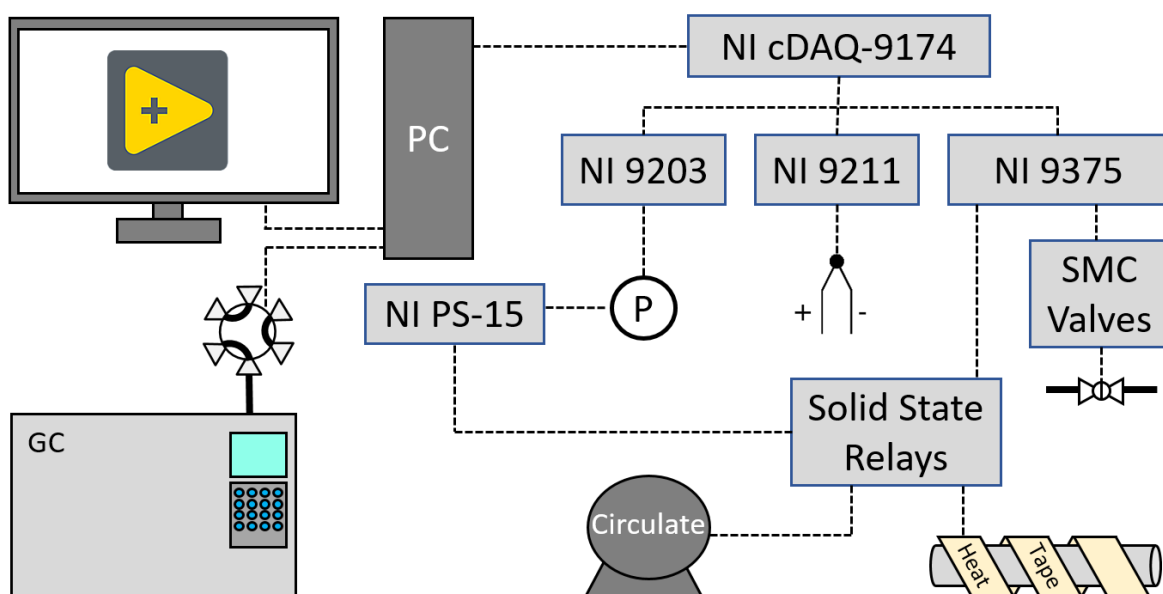 NI cDAQ-9174
PC
NI 9203
NI 9211
NI 9375
SMC
Valves
NI PS-15
P
+
-
Solid State
Relays
GC
Circulate
Heat
Tape